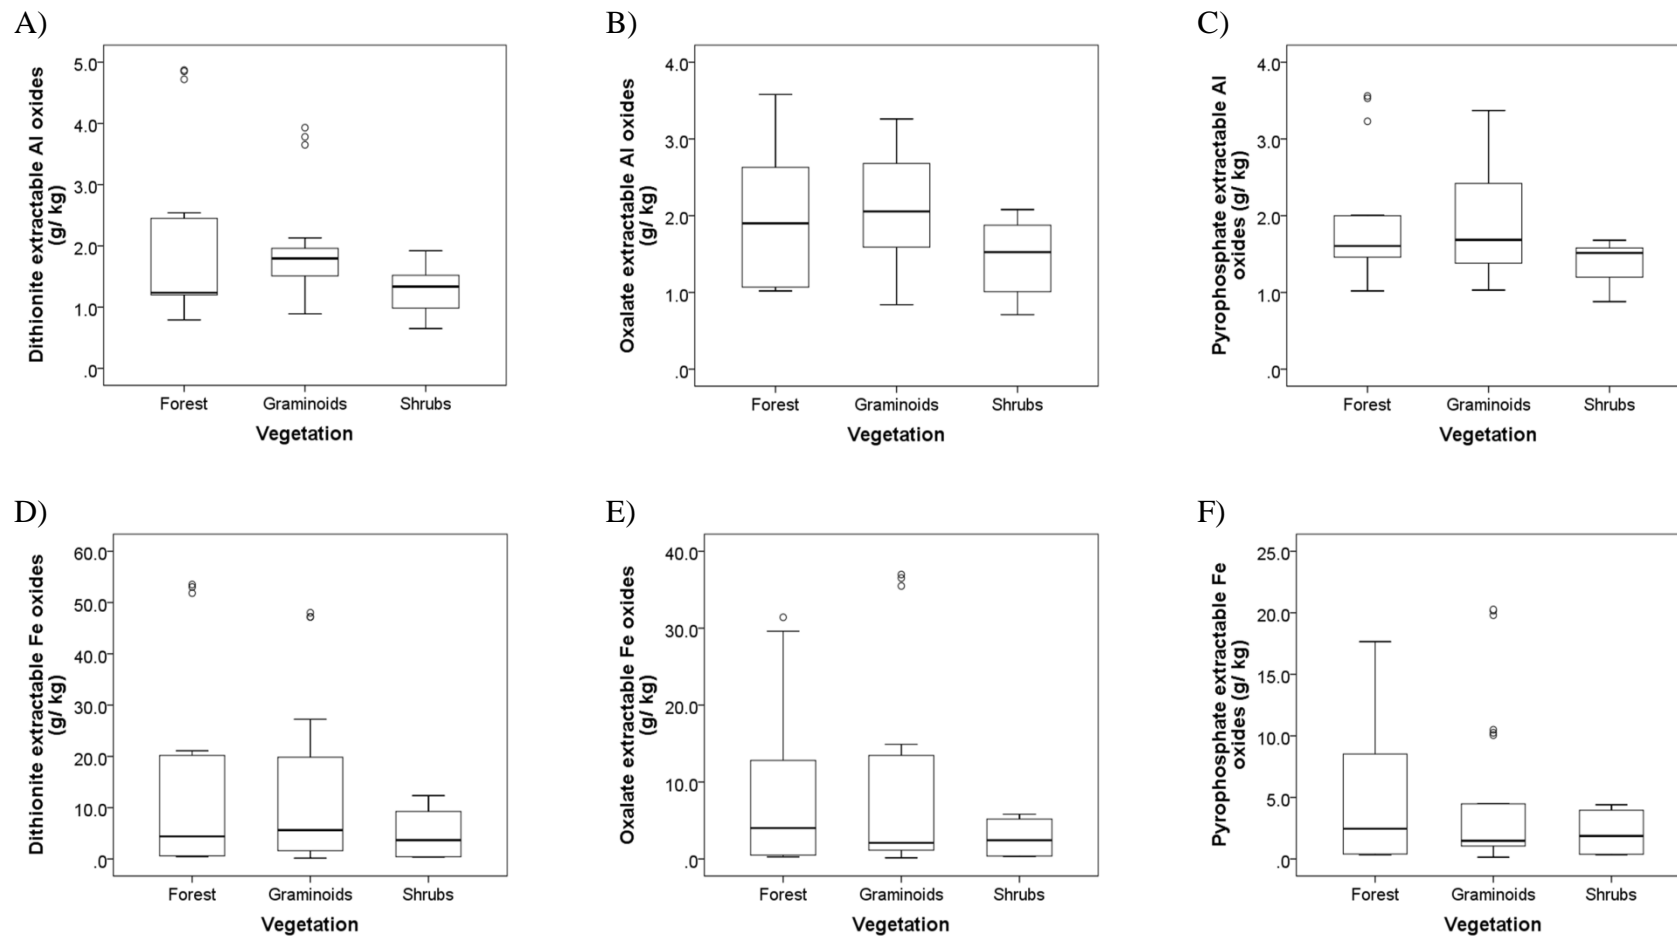 A)
Dithionite extractable Al oxides
(g/ kg)
5.0
4.0
3.0
2.0
1.0
.0
Forest
Graminoids
Shrubs
Vegetation
B)
Oxalate extractable Al oxides
(g/ kg)
4.0
3.0
2.0
1.0
.0
Forest
Graminoids
Shrubs
Vegetation
C)
Pyrophosphate extractable Al
oxides (g/ kg)
4.0
3.0
2.0
1.0
.0
Forest
Graminoids
Shrubs
Vegetation
D)
Dithionite extractable Fe oxides
(g/ kg)
60.0
50.0
40.0
30.0
20.0
10.0
.0
Forest
Graminoids
Shrubs
Vegetation
E)
Oxalate extractable Fe oxides
(g/ kg)
40.0
30.0
20.0
10.0
.0
Forest
Graminoids
Shrubs
Vegetation
F)
Pyrophosphate extractable Fe
oxides (g/ kg)
25.0
20.0
15.0
10.0
5.0
.0
Forest
Graminoids
Shrubs
Vegetation